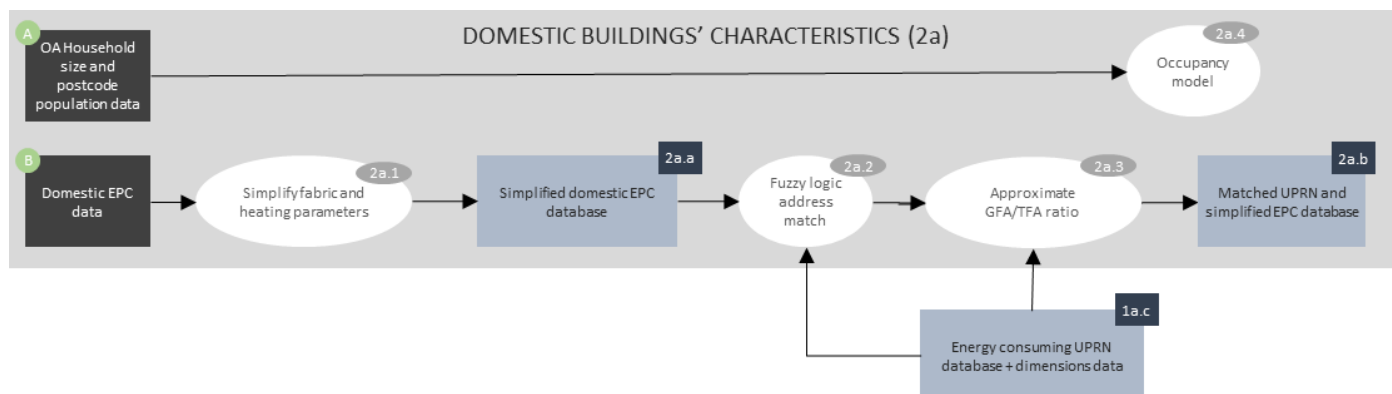 DOMESTIC BUILDINGS’ CHARACTERISTICS (2a)
A
OA Household
size and
postcode
population data
2a.4
Occupancy
model
B
Domestic EPC
data
2a.1
Simplify fabric and
heating parameters
2a.a
Simplified domestic EPC
database
2a.2
Fuzzy logic
address
match
2a.3
Approximate
GFA/TFA ratio
2a.b
Matched UPRN and
simplified EPC database
1a.c
Energy consuming UPRN
database + dimensions data